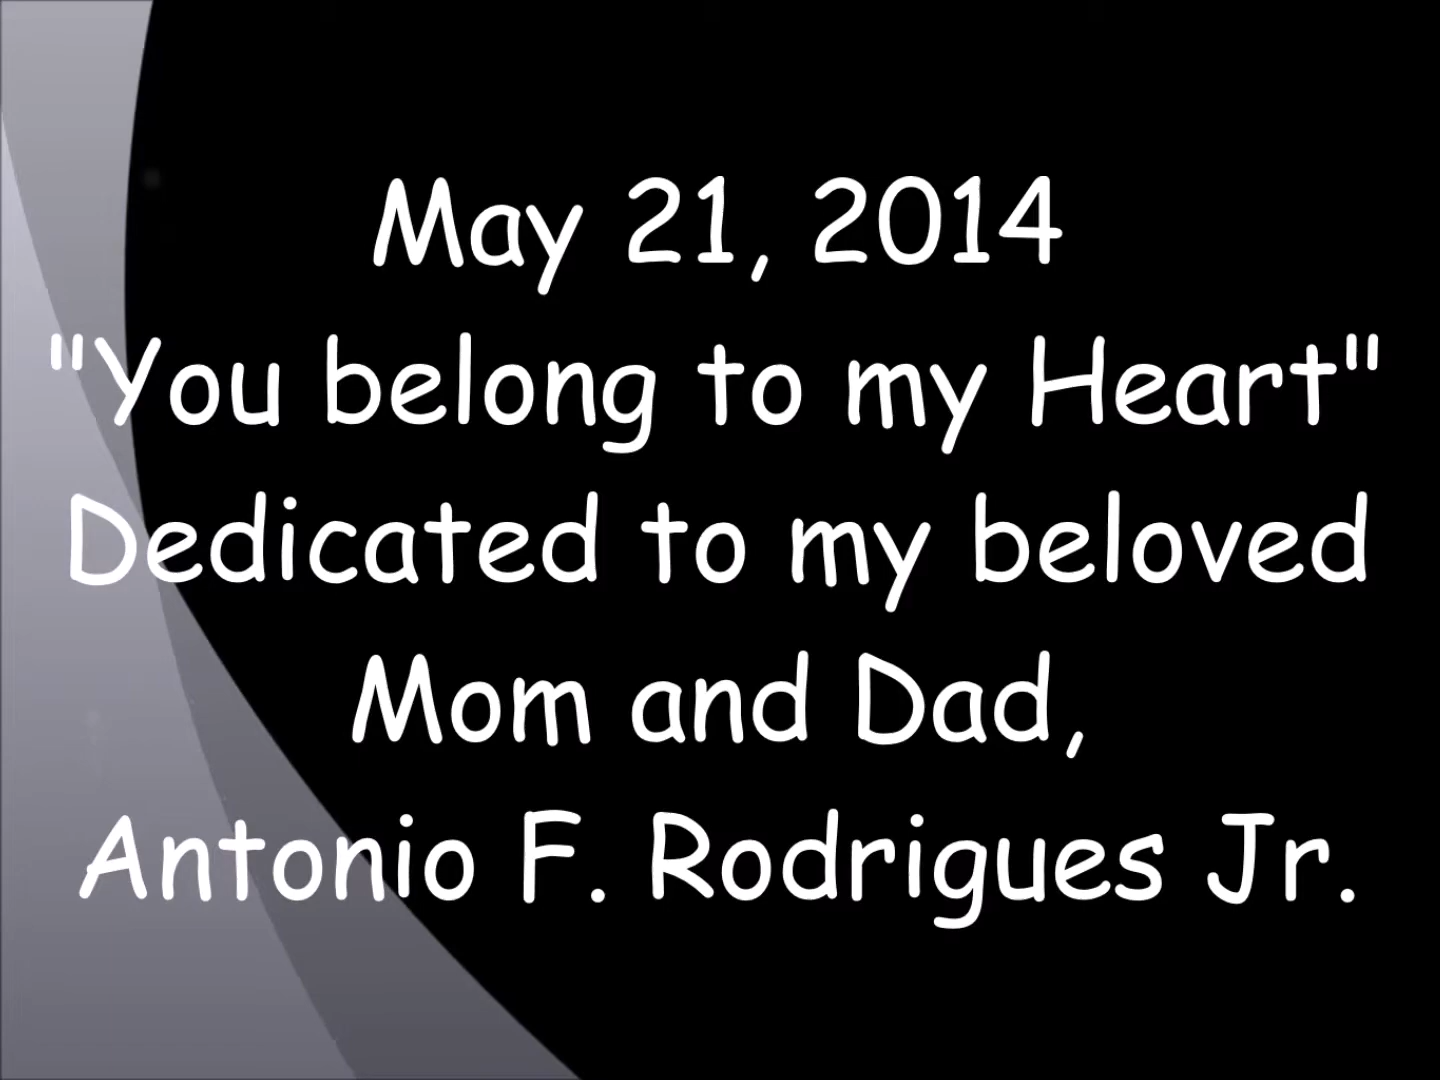 May 21, 2014
"You belong to my Heart"
Dedicated to my beloved
Mom and Dad,
Antonio F. Rodrigues Jr.